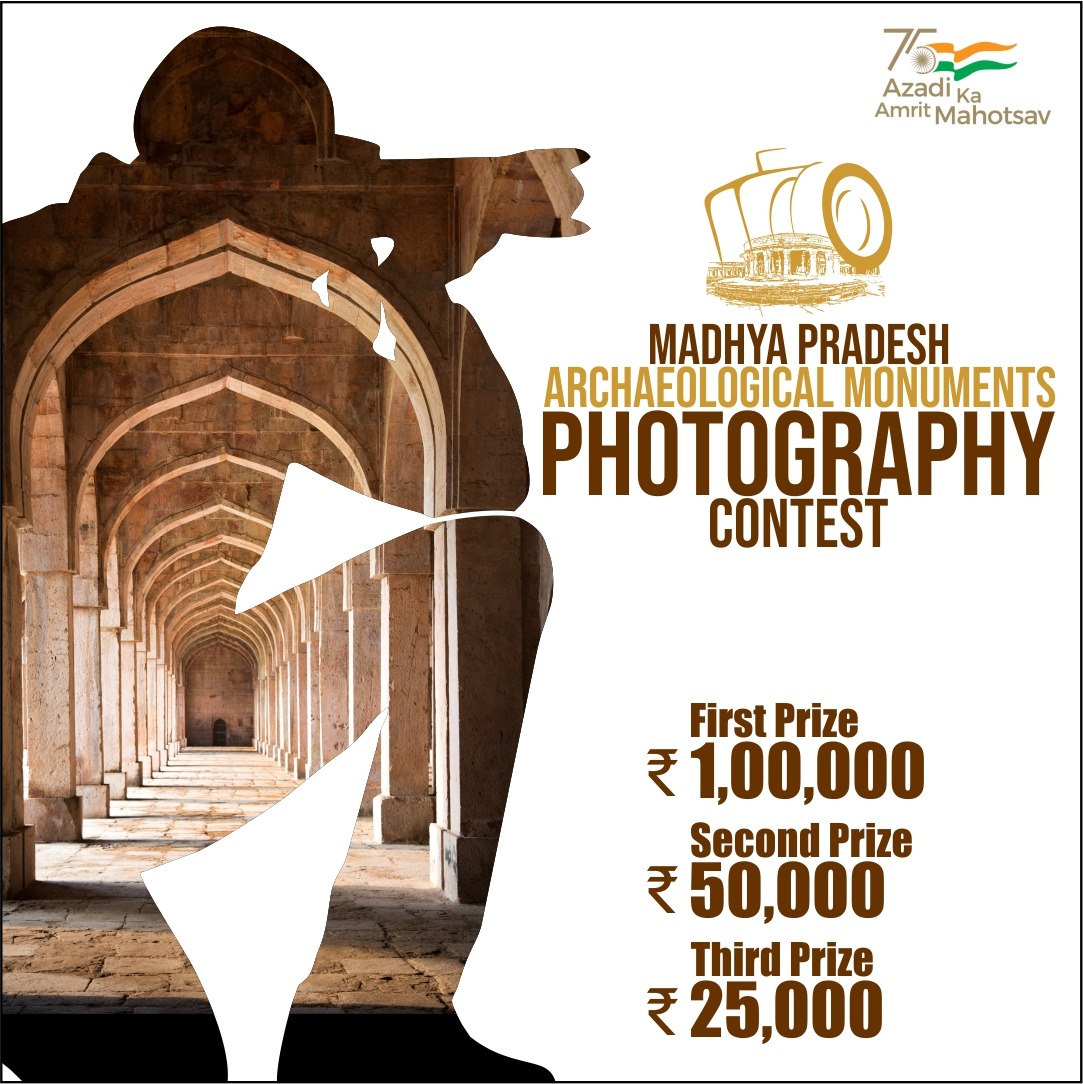 75
Azadi Ka
Amrit Mahotsav
MADHYA PRADESH
ARCHAEOLOGICAL MONUMENTS
PHOTOGRAPHY
CONTEST
First Prize
₹ 1,00,000
Second Prize
₹ 50,000
Third Prize
₹ 25,000